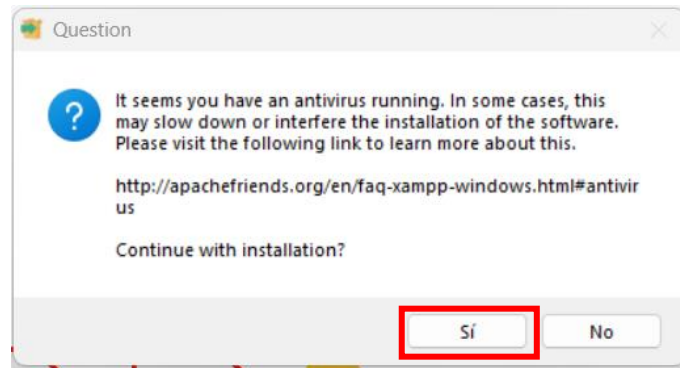 Question
It seems you have an antivirus running. In some cases, this
may slow down or interfere the installation of the software.
Please visit the following link to learn more about this.
http://apachefriends.org/en/faq-xampp-windows.html#antivir
us
Continue with installation?
Sí No